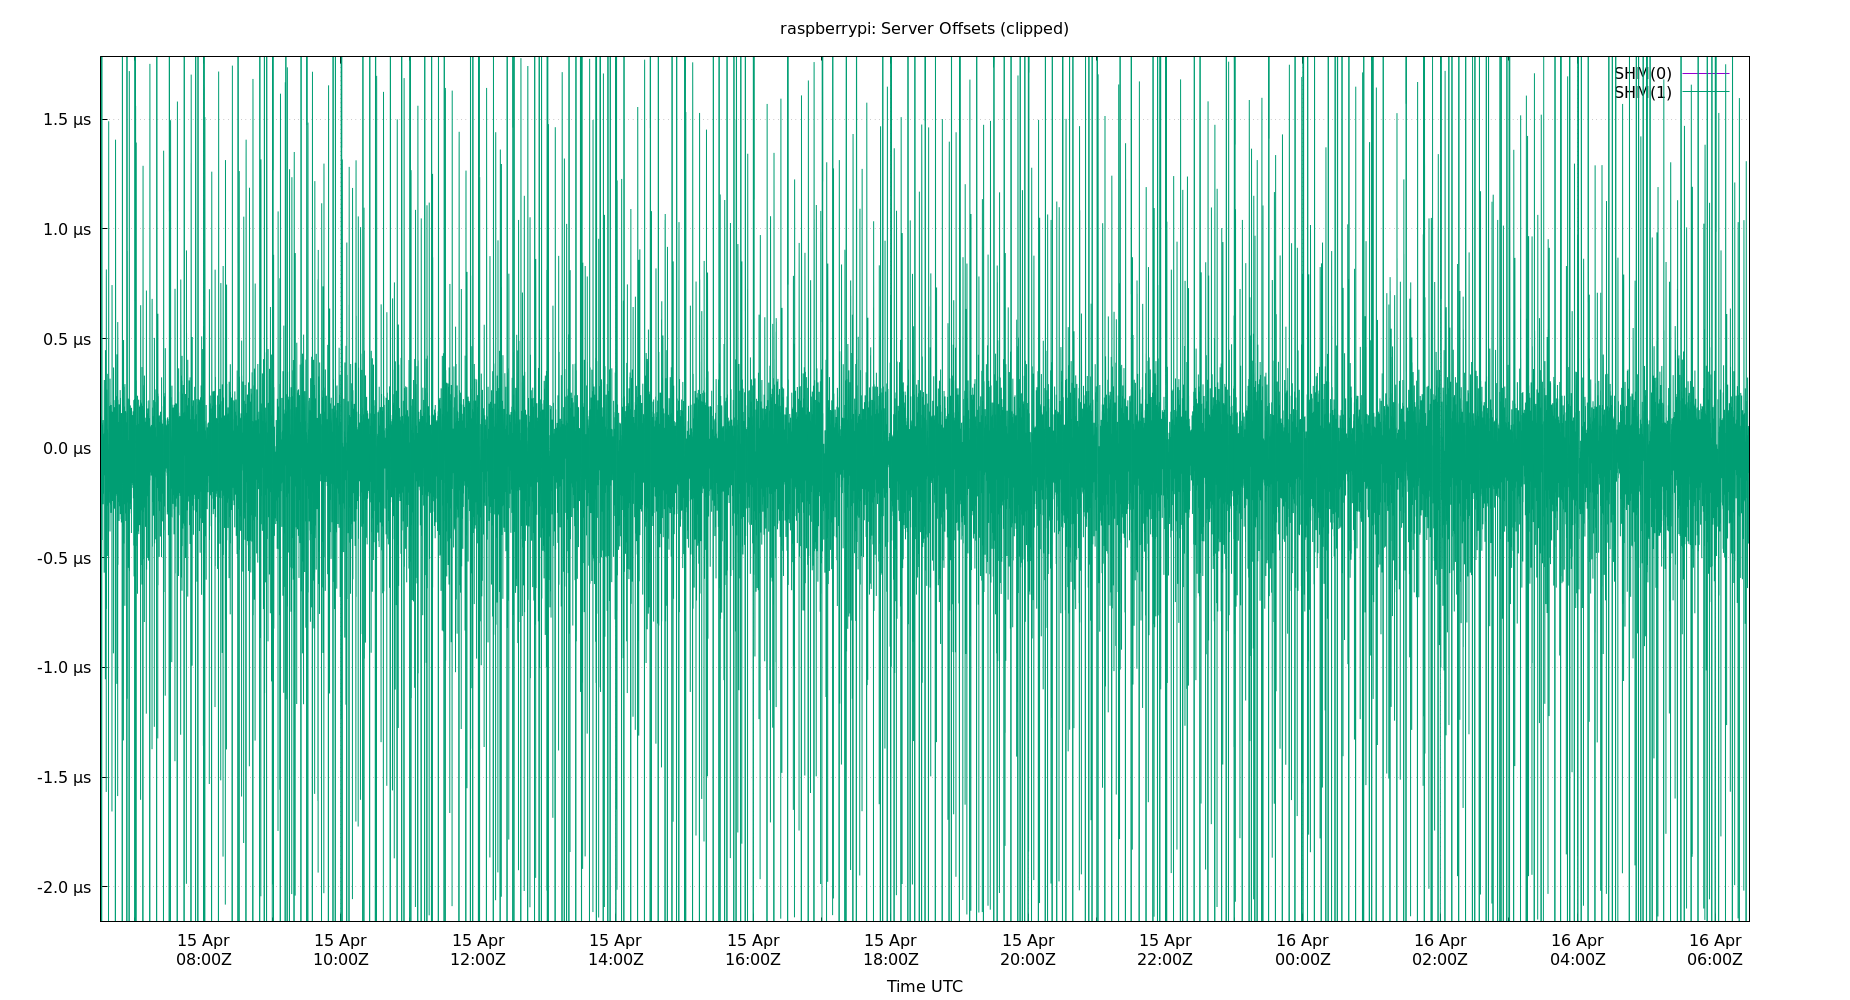 raspberrypi: Server Offsets (clipped)
SHM(0)
SHM(1)
1.5 µs
1.0 µs
0.5 µs
0.0 µs
-0.5 µs
-1.0 µs
-1.5 µs
-2.0 µs
15 Apr 15 Apr 15 Apr 15 Apr 15 Apr 15 Apr 15 Apr 15 Apr 16 Apr 16 Apr 16 Apr 16 Apr
08:00Z 10:00Z 12:00Z 14:00Z 16:00Z 18:00Z 20:00Z 22:00Z 00:00Z 02:00Z 04:00Z 06:00Z
Time UTC